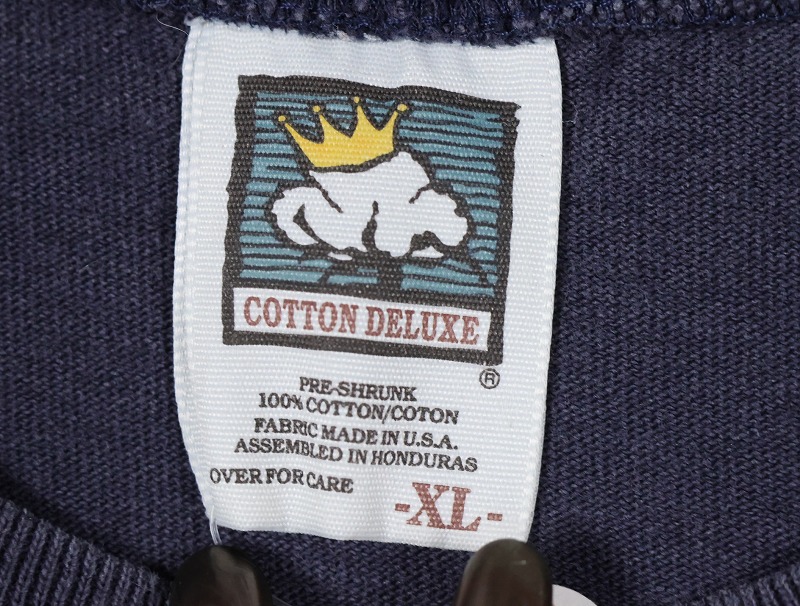 COTTON DELUXE
®
PRE-SHRUNK
100% COTTON/COTON
FABRIC MADE IN U.S.A.
ASSEMBLED IN HONDURAS
OVER FOR CARE
-XL-